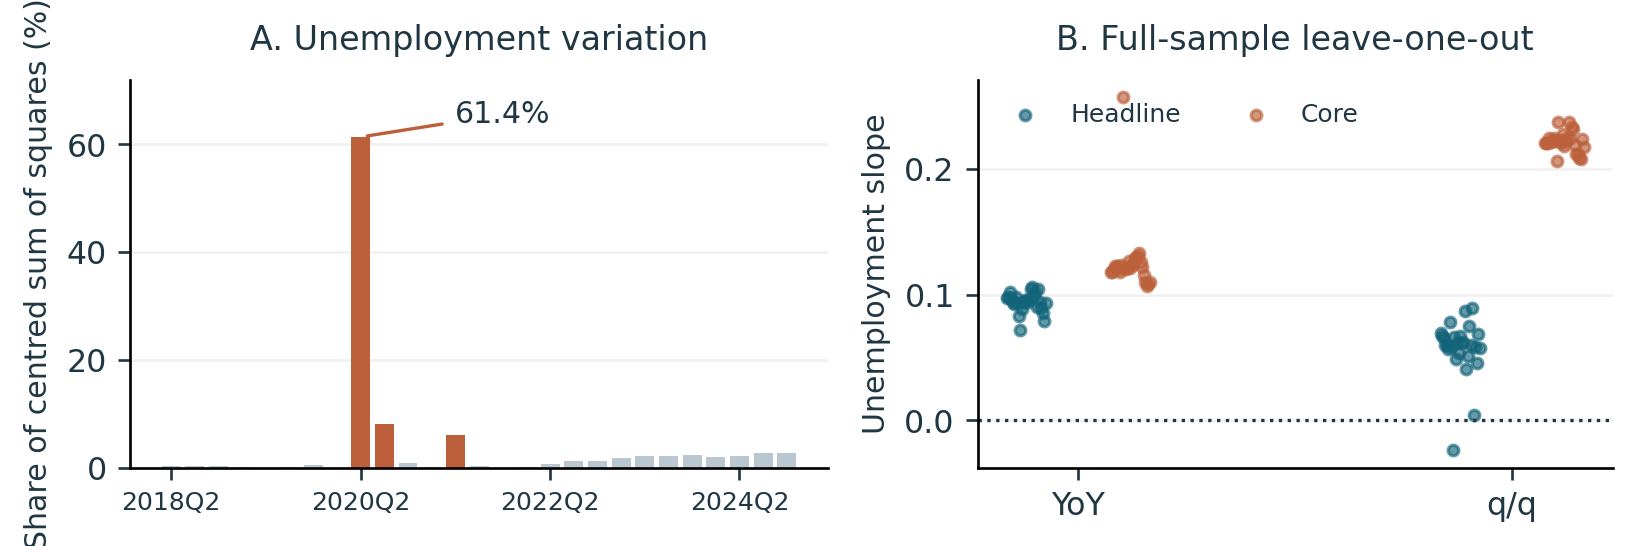 A. Unemployment variation
Share of centred sum of squares (%)
61.4%
60
40
20
0
2018Q2 2020Q2 2022Q2 2024Q2
B. Full-sample leave-one-out
Headline Core
Unemployment slope
0.2
0.1
0.0
YoY q/q